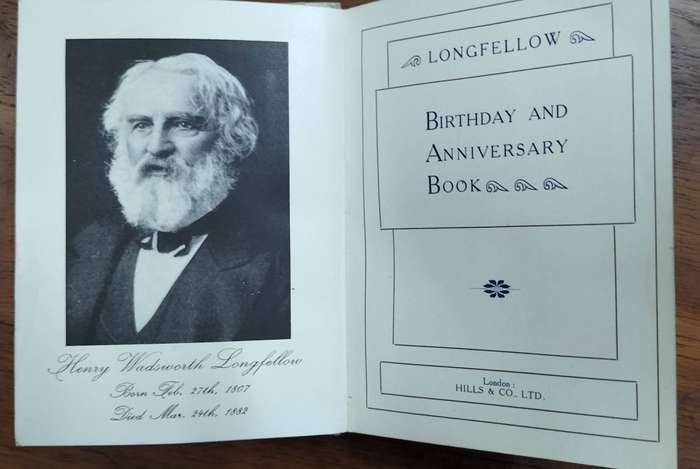 Henry Wadsworth Longfellow
Born Feb. 27th, 1807
Died Mar. 24th, 1882
LONGFELLOW
BIRTHDAY AND
ANNIVERSARY
BOOK
London:
HILLS & CO., LTD.